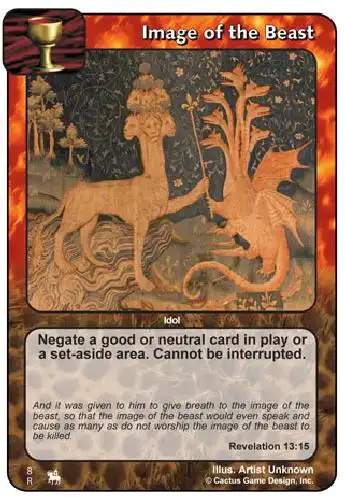 Image of the Beast
Idol
Negate a good or neutral card in play or
a set-aside area. Cannot be interrupted.
And it was given to him to give breath to the image of the
beast, so that the image of the beast would even speak and
cause as many as do not worship the image of the beast to
be killed.
Revelation 13:15
8
R
Illus. Artist Unknown
© Cactus Game Design, Inc.